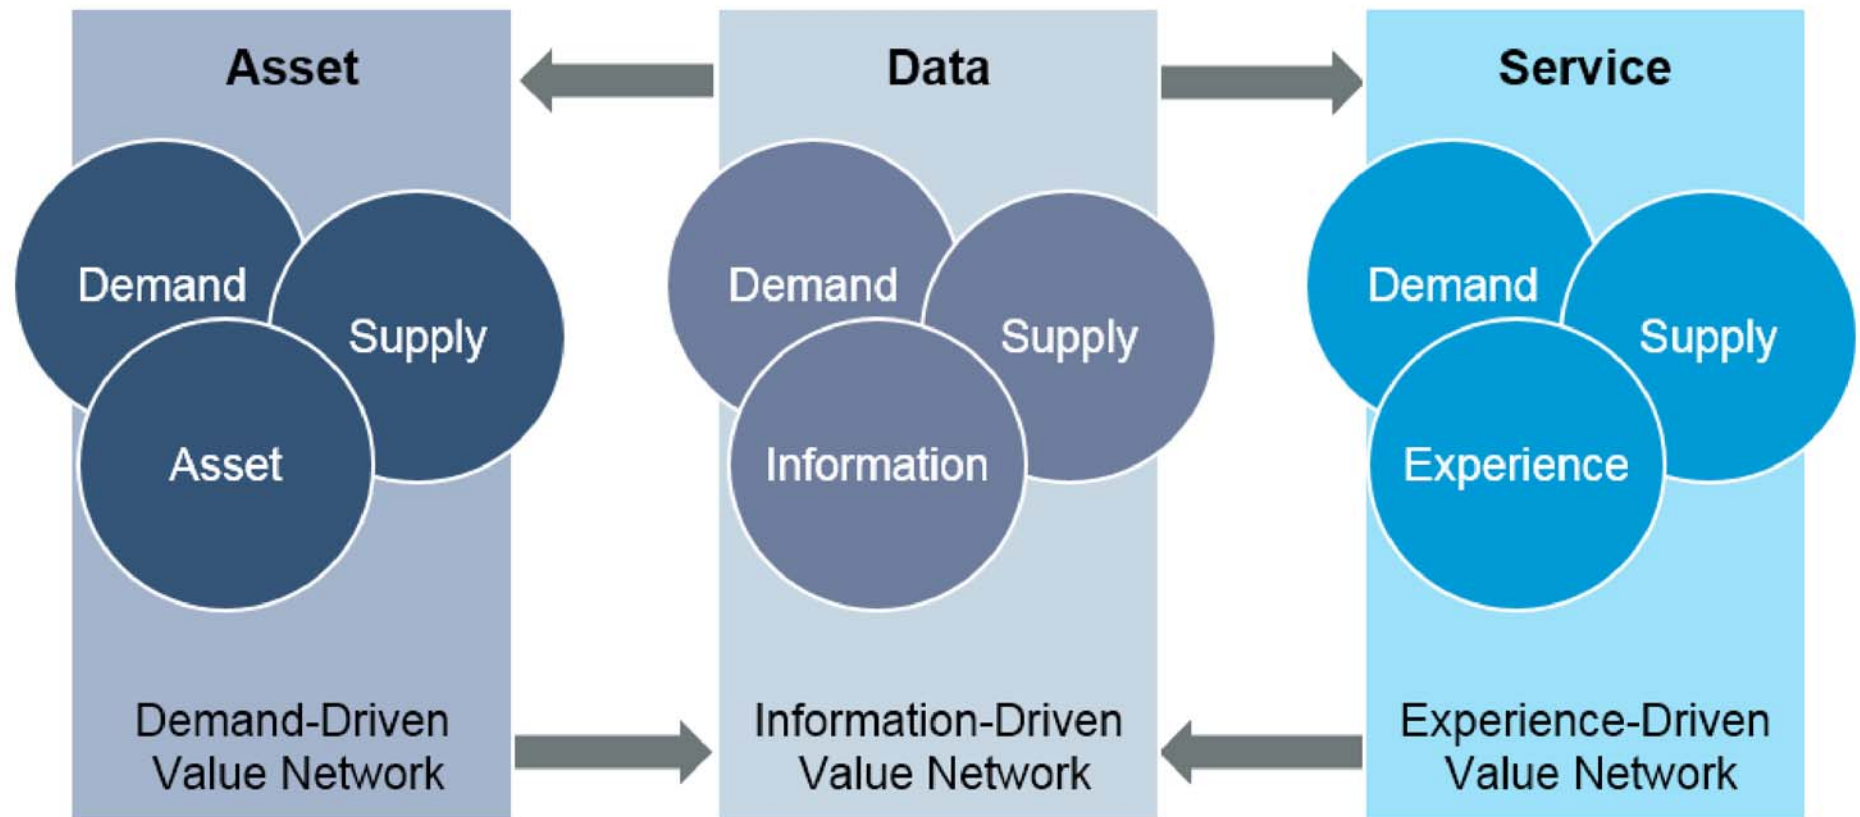 Asset
Demand
Supply
Asset
Demand-Driven
Value Network
Data
Demand
Supply
Information
Information-Driven
Value Network
Service
Demand
Supply
Experience
Experience-Driven
Value Network